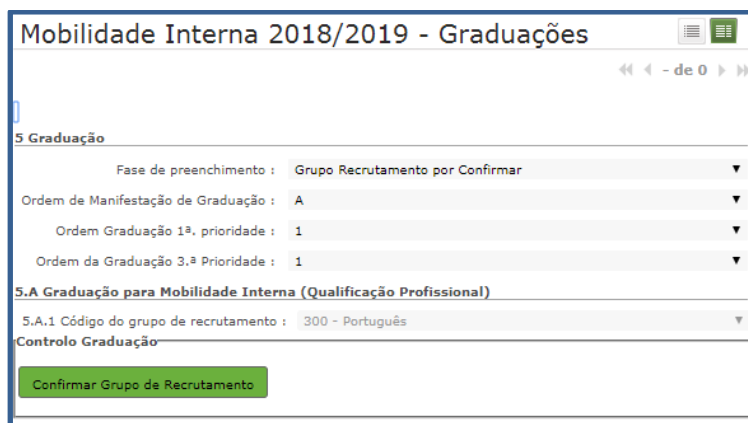 Mobilidade Interna 2018/2019 - Graduações
- de 0
5 Graduação
Fase de preenchimento : Grupo Recrutamento por Confirmar
Ordem de Manifestação de Graduação : A
Ordem Graduação 1ª. prioridade : 1
Ordem da Graduação 3.ª Prioridade : 1
5.A Graduação para Mobilidade Interna (Qualificação Profissional)
5.A.1 Código do grupo de recrutamento : 300 - Português
Controlo Graduação
Confirmar Grupo de Recrutamento